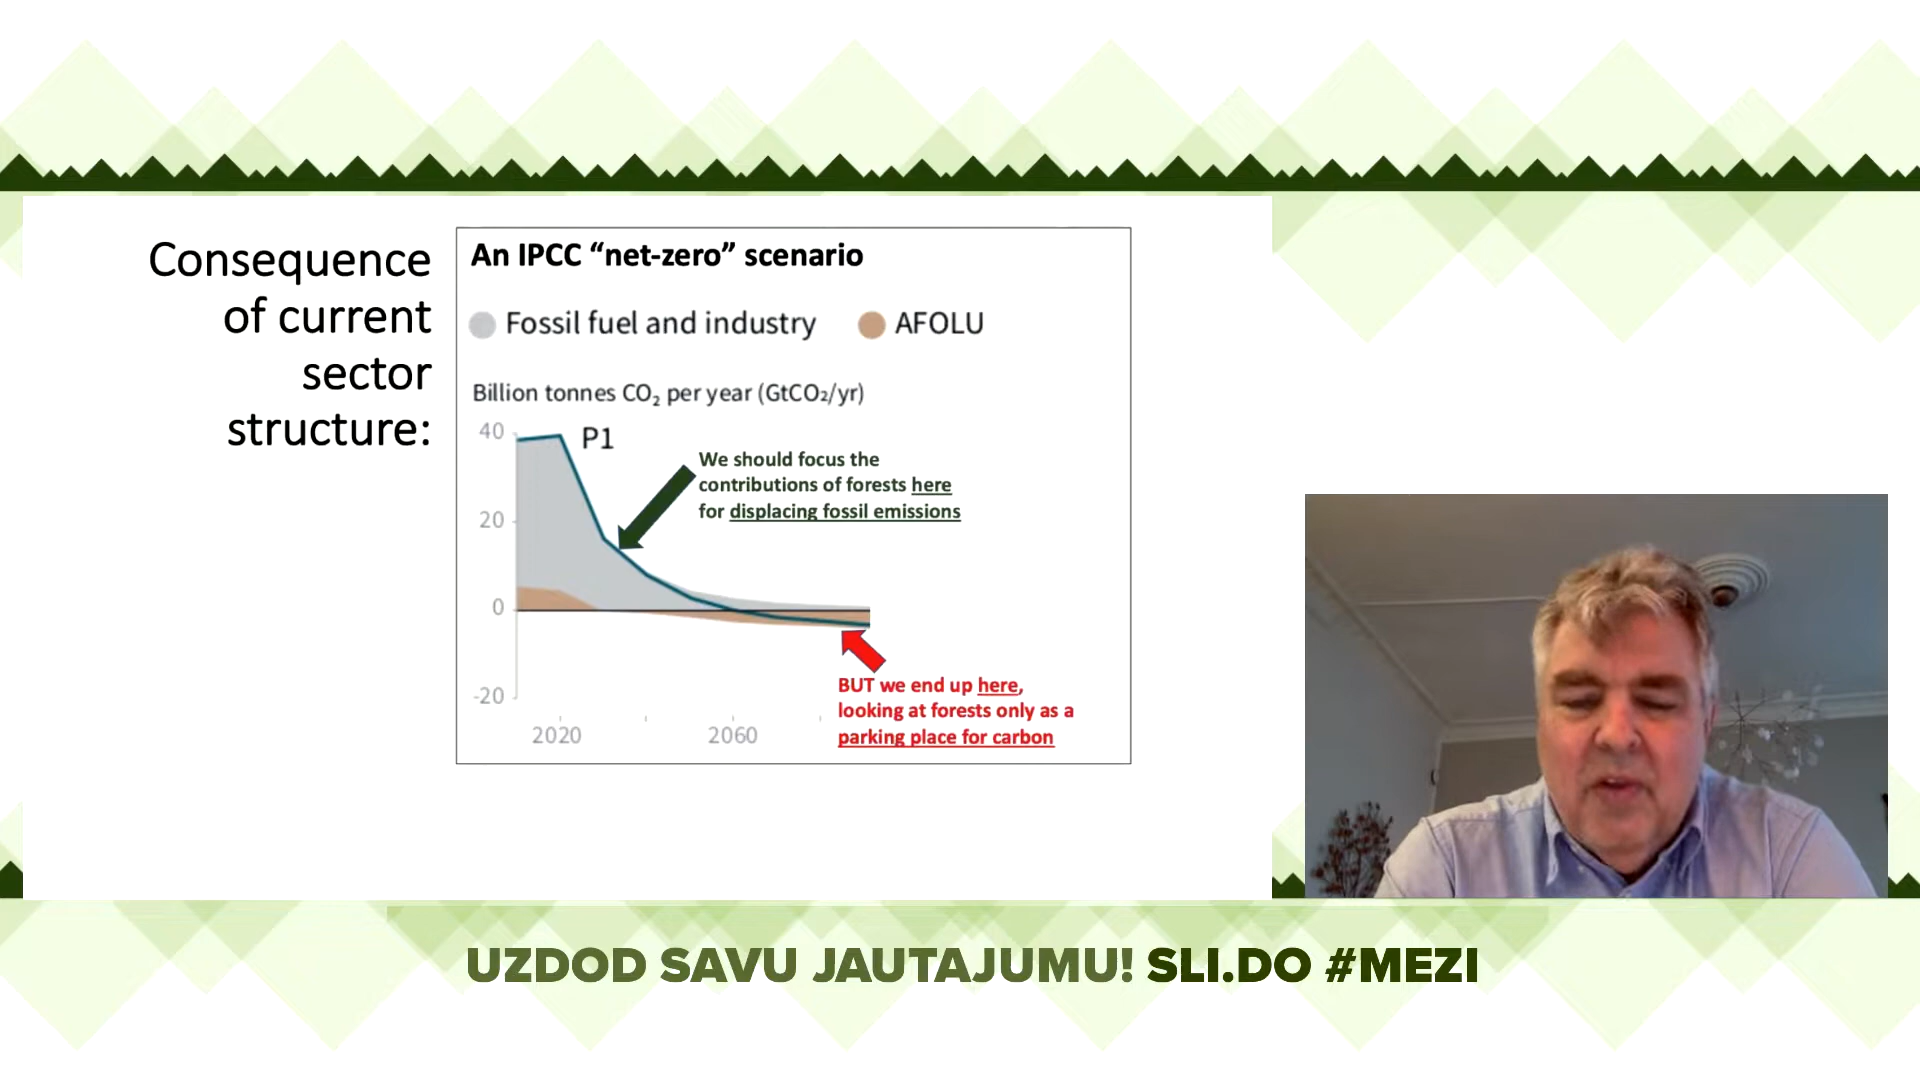 Consequence
of current
sector
structure:
An IPCC “net-zero” scenario
Fossil fuel and industry AFOLU
Billion tonnes CO₂ per year (GtCO₂/yr)
40
P1
We should focus the
contributions of forests here
for displacing fossil emissions
20
0
BUT we end up here,
looking at forests only as a
parking place for carbon
-20
2020 2060
UZDOD SAVU JAUTAJUMU! SLI.DO #MEZI